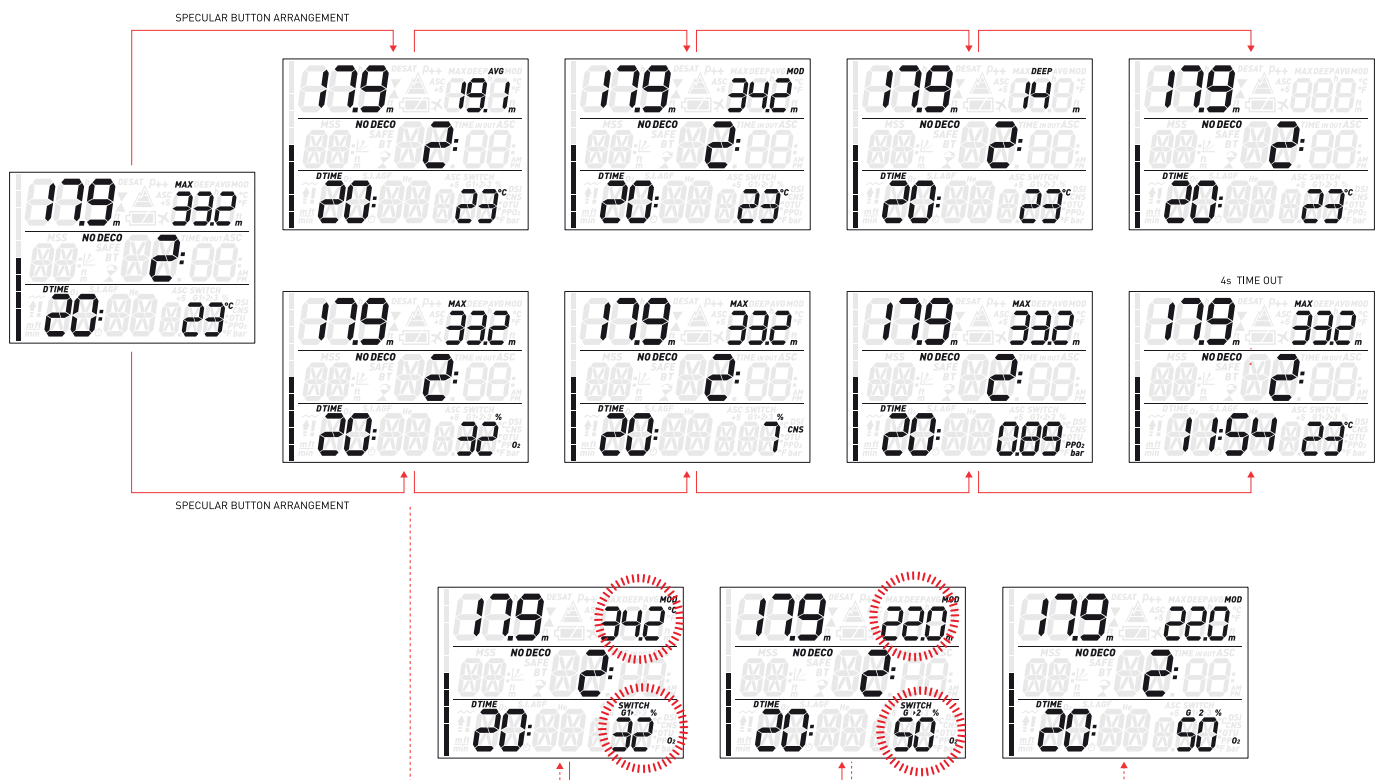 SPECULAR BUTTON ARRANGEMENT
17.9 m AVG 19.1 m
NO DECO
2:
DTIME
20: 23 °C
17.9 m MOD 34.2 m
NO DECO
2:
DTIME
20: 23 °C
17.9 m DEEP 14 m
NO DECO
2:
DTIME
20: 23 °C
17.9 m
NO DECO
2:
DTIME
20: 23 °C
17.9 m MAX 33.2 m
NO DECO
2:
DTIME
20: 23 °C
4s TIME OUT
17.9 m MAX 33.2 m
NO DECO
2:
DTIME
20: 32 % O₂
17.9 m MAX 33.2 m
NO DECO
2:
DTIME
20: 7 % CNS
17.9 m MAX 33.2 m
NO DECO
2:
DTIME
20: 0.89 PPO₂ bar
17.9 m MAX 33.2 m
NO DECO
2:
11:54 23 °C
SPECULAR BUTTON ARRANGEMENT
17.9 m MOD 34.2 °C m
NO DECO
2:
DTIME SWITCH
G1 %
20: 32 O₂
17.9 m MOD 22.0 m
NO DECO
2:
DTIME SWITCH
G 2 %
20: 50 O₂
17.9 m MOD 22.0 m
NO DECO
2:
DTIME G 2 %
20: 50 O₂